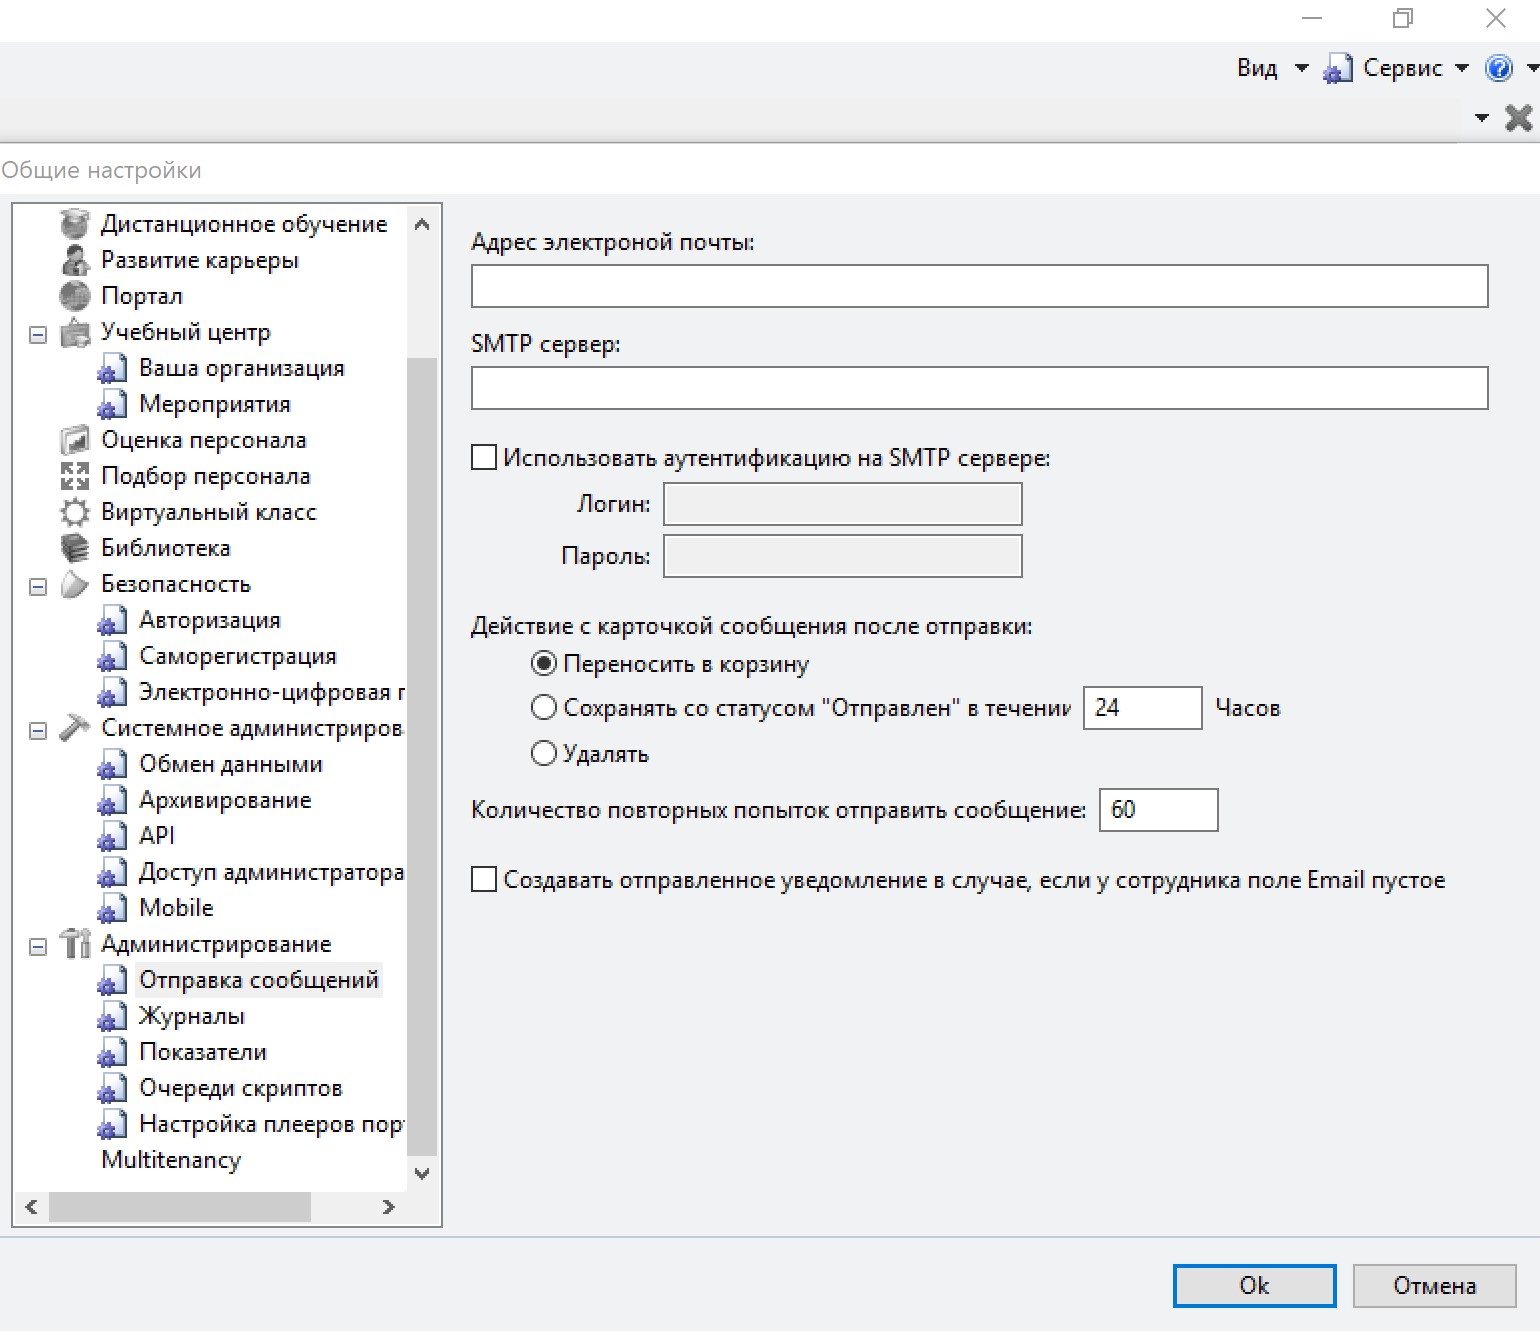 Вид
Сервис
Общие настройки
Дистанционное обучение
Развитие карьеры
Портал
Учебный центр
Ваша организация
Мероприятия
Оценка персонала
Подбор персонала
Виртуальный класс
Библиотека
Безопасность
Авторизация
Саморегистрация
Электронно-цифровая г
Системное администриров
Обмен данными
Архивирование
API
Доступ администратора
Mobile
Администрирование
Отправка сообщений
Журналы
Показатели
Очереди скриптов
Настройка плееров пор
Multitenancy
Адрес электроной почты:
SMTP сервер:
Использовать аутентификацию на SMTP сервере:
Логин:
Пароль:
Действие с карточкой сообщения после отправки:
Переносить в корзину
Сохранять со статусом "Отправлен" в течении 24 Часов
Удалять
Количество повторных попыток отправить сообщение: 60
Создавать отправленное уведомление в случае, если у сотрудника поле Email пустое
Ok
Отмена